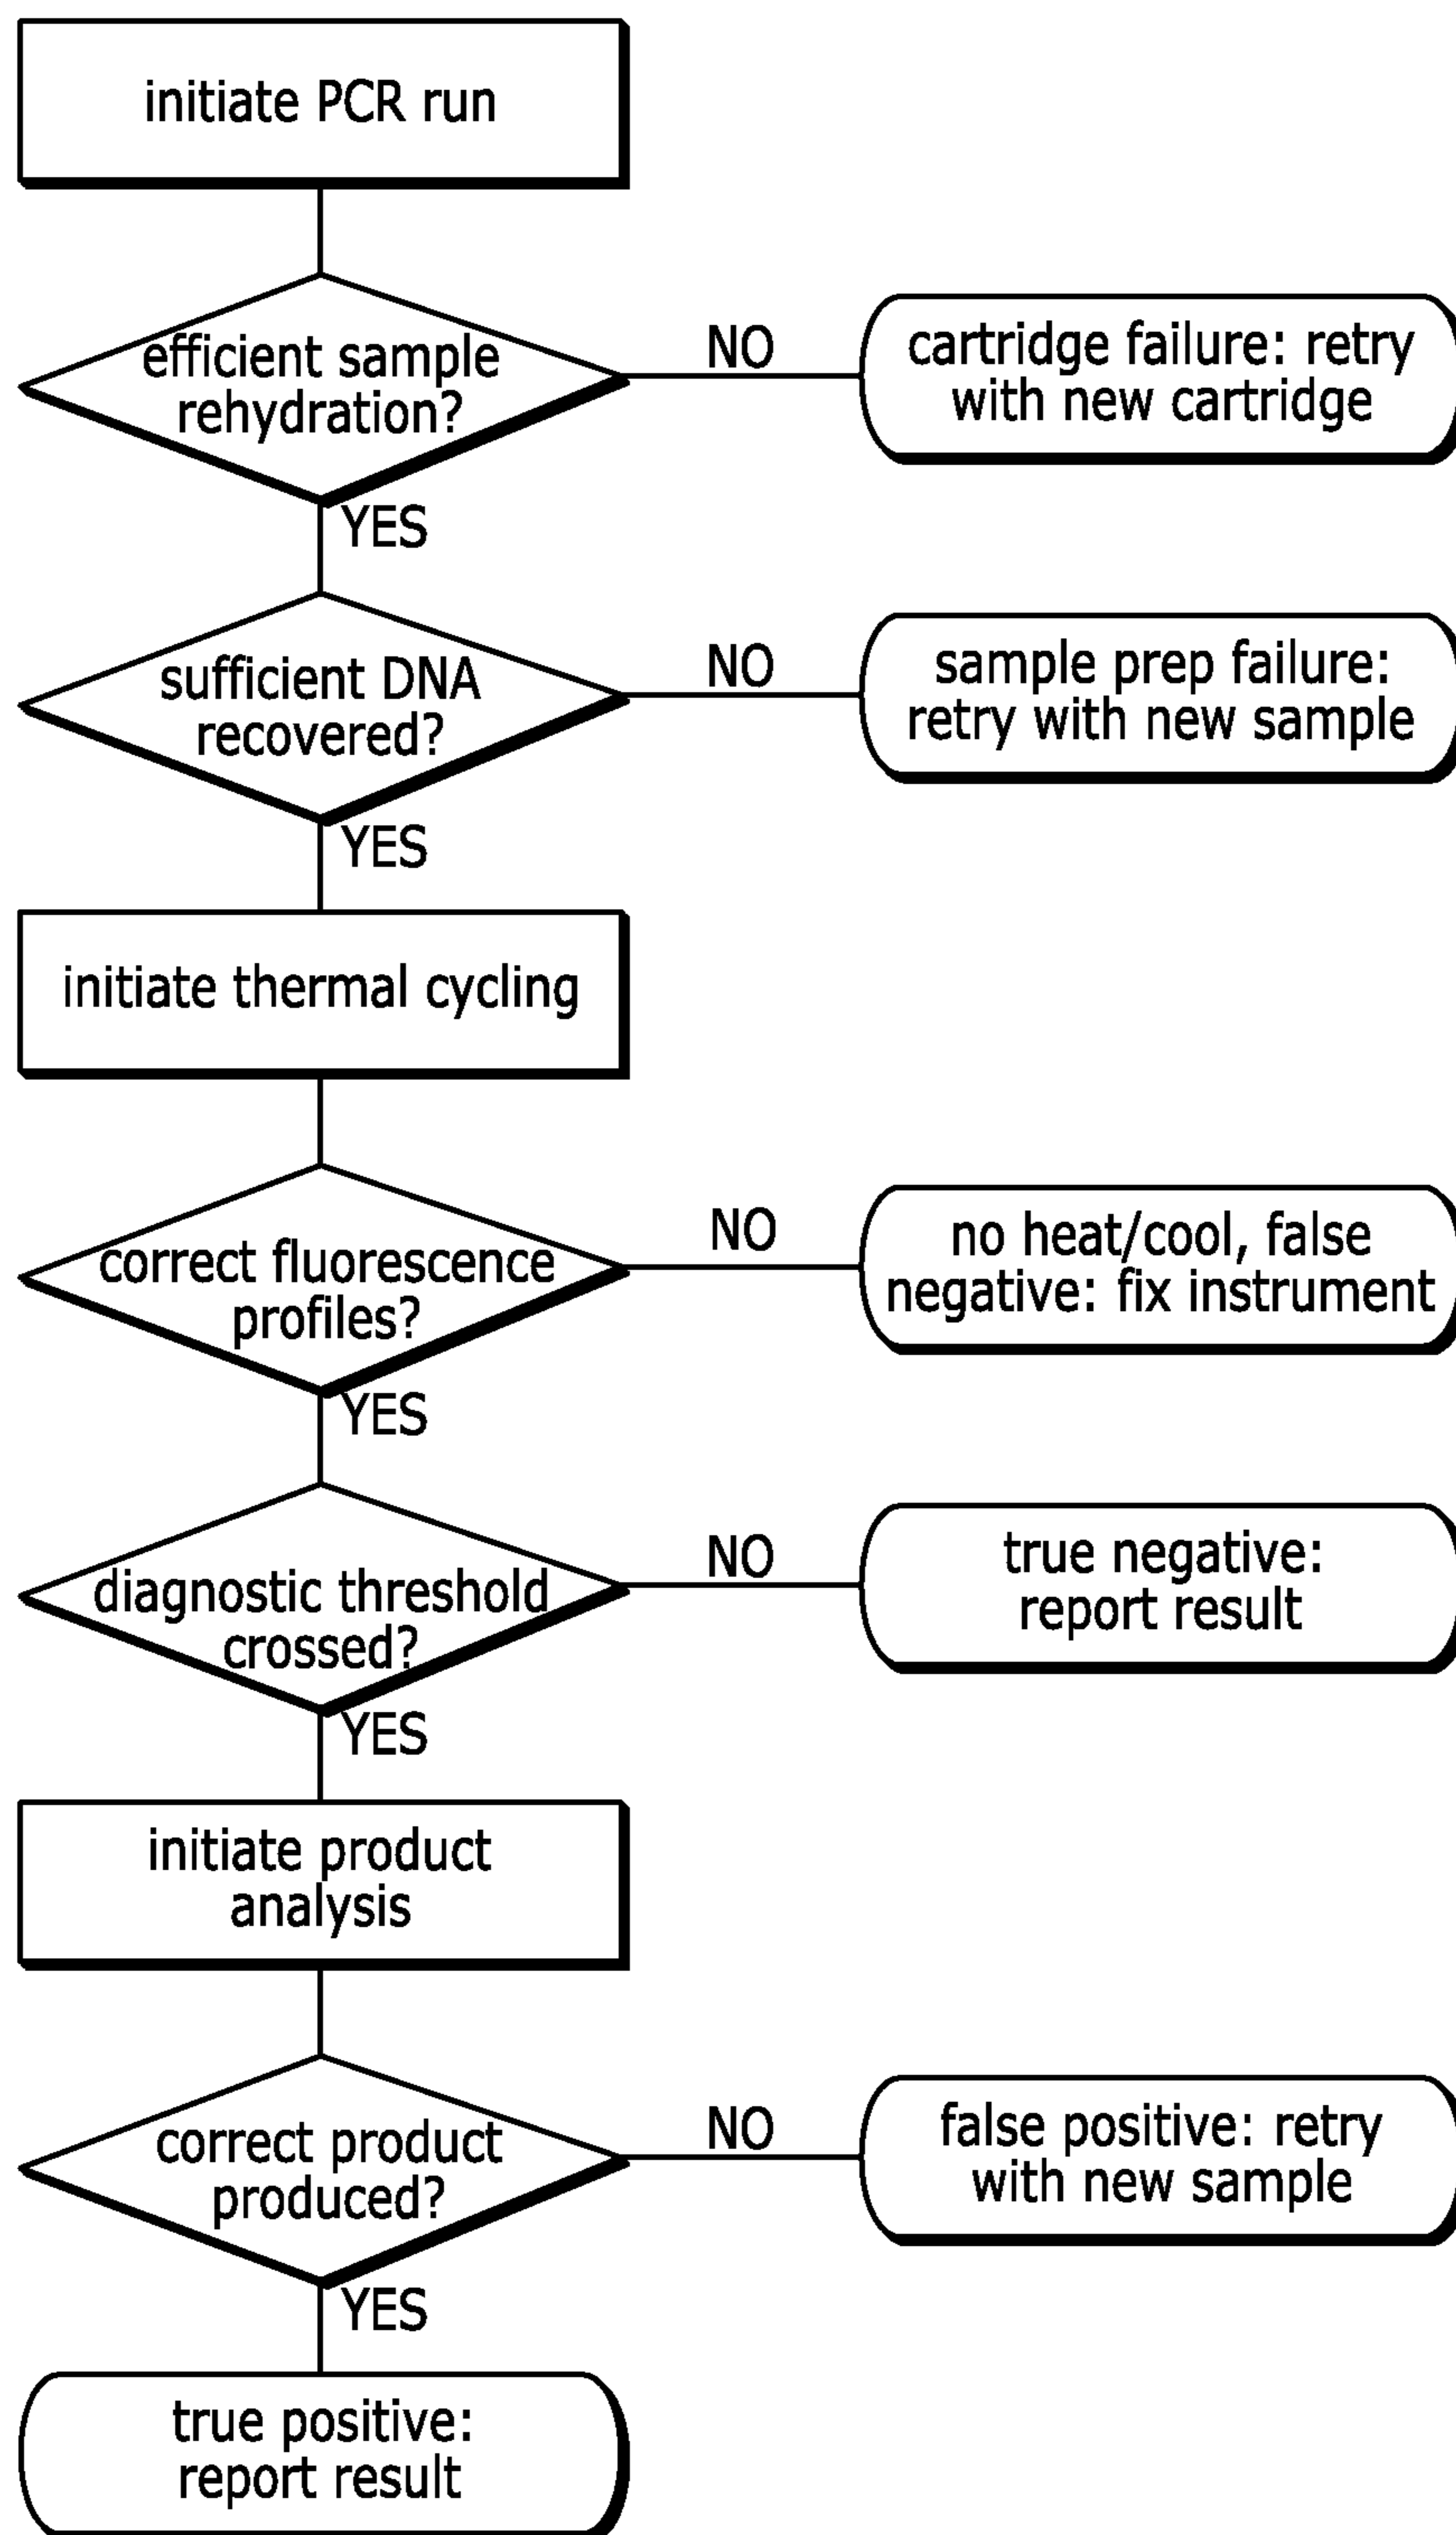 initiate PCR run
efficient sample
rehydration?
NO
cartridge failure: retry
with new cartridge
YES
sufficient DNA
recovered?
NO
sample prep failure:
retry with new sample
YES
initiate thermal cycling
correct fluorescence
profiles?
NO
no heat/cool, false
negative: fix instrument
YES
diagnostic threshold
crossed?
NO
true negative:
report result
YES
initiate product
analysis
correct product
produced?
NO
false positive: retry
with new sample
YES
true positive:
report result